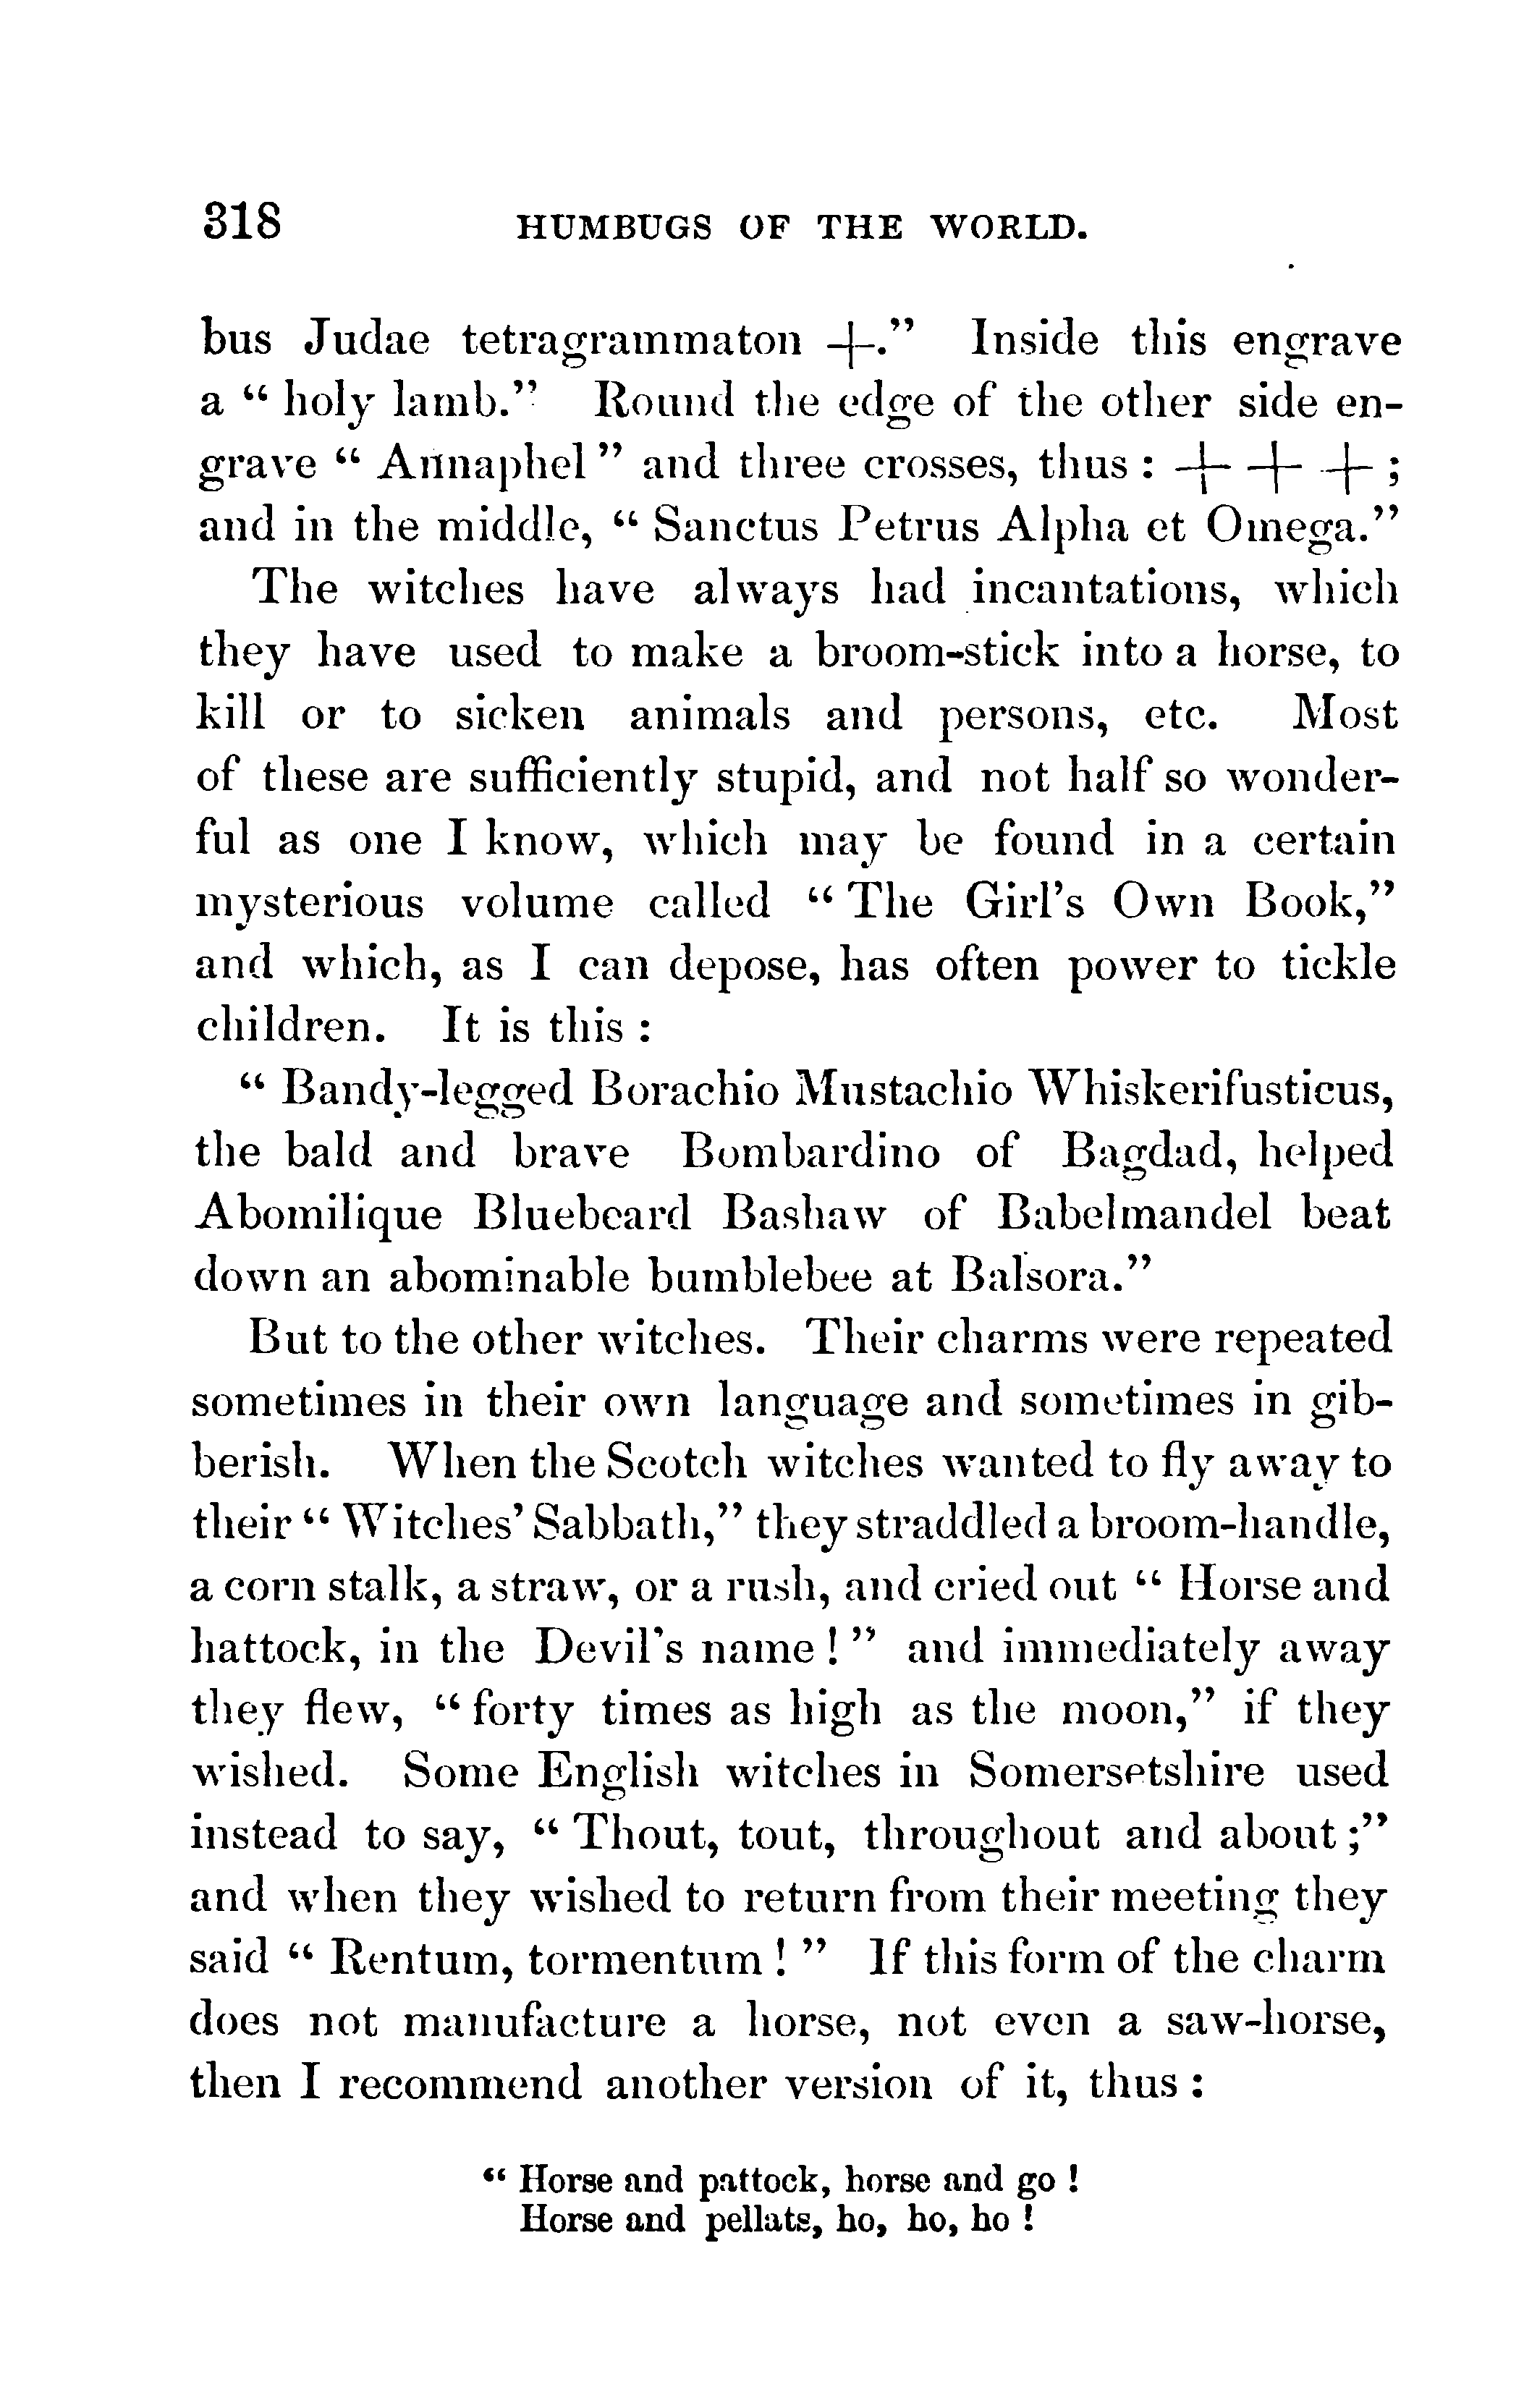 318 HUMBUGS OF THE WORLD.
bus Judae tetragrammaton +.” Inside this engrave
a “ holy lamb.” Round the edge of the other side en-
grave “ Annaphel ” and three crosses, thus : + + + ;
and in the middle, “ Sanctus Petrus Alpha et Omega.”
The witches have always had incantations, which
they have used to make a broom-stick into a horse, to
kill or to sicken animals and persons, etc. Most
of these are sufficiently stupid, and not half so wonder-
ful as one I know, which may be found in a certain
mysterious volume called “ The Girl’s Own Book,”
and which, as I can depose, has often power to tickle
children. It is this :
“ Bandy-legged Borachio Mustachio Whiskerifusticus,
the bald and brave Bombardino of Bagdad, helped
Abomilique Bluebeard Bashaw of Babelmandel beat
down an abominable bumblebee at Balsora.”
But to the other witches. Their charms were repeated
sometimes in their own language and sometimes in gib-
berish. When the Scotch witches wanted to fly away to
their “ Witches’ Sabbath,” they straddled a broom-handle,
a corn stalk, a straw, or a rush, and cried out “ Horse and
hattock, in the Devil’s name ! ” and immediately away
they flew, “ forty times as high as the moon,” if they
wished. Some English witches in Somersetshire used
instead to say, “ Thout, tout, throughout and about ;”
and when they wished to return from their meeting they
said “ Rentum, tormentum ! ” If this form of the charm
does not manufacture a horse, not even a saw-horse,
then I recommend another version of it, thus :
“ Horse and pattock, horse and go !
Horse and pellats, ho, ho, ho !